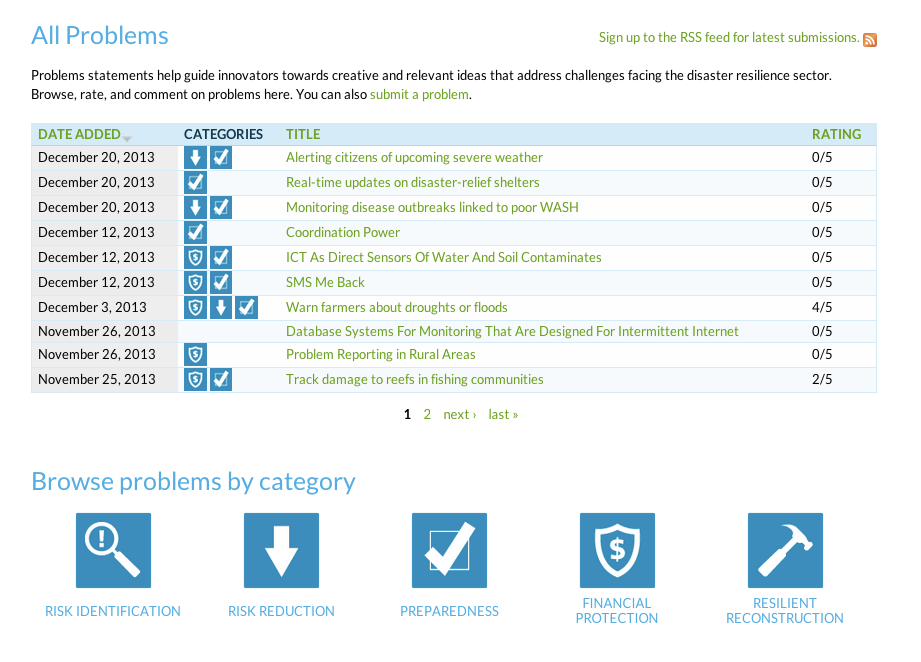 All Problems
Sign up to the RSS feed for latest submissions.
Problems statements help guide innovators towards creative and relevant ideas that address challenges facing the disaster resilience sector.
Browse, rate, and comment on problems here. You can also submit a problem.
DATE ADDED CATEGORIES TITLE RATING
December 20, 2013 Alerting citizens of upcoming severe weather 0/5
December 20, 2013 Real-time updates on disaster-relief shelters 0/5
December 20, 2013 Monitoring disease outbreaks linked to poor WASH 0/5
December 12, 2013 Coordination Power 0/5
December 12, 2013 ICT As Direct Sensors Of Water And Soil Contaminates 0/5
December 12, 2013 SMS Me Back 0/5
December 3, 2013 Warn farmers about droughts or floods 4/5
November 26, 2013 Database Systems For Monitoring That Are Designed For Intermittent Internet 0/5
November 26, 2013 Problem Reporting in Rural Areas 0/5
November 25, 2013 Track damage to reefs in fishing communities 2/5
1 2 next › last »
Browse problems by category
RISK IDENTIFICATION
RISK REDUCTION
PREPAREDNESS
FINANCIAL
PROTECTION
RESILIENT
RECONSTRUCTION